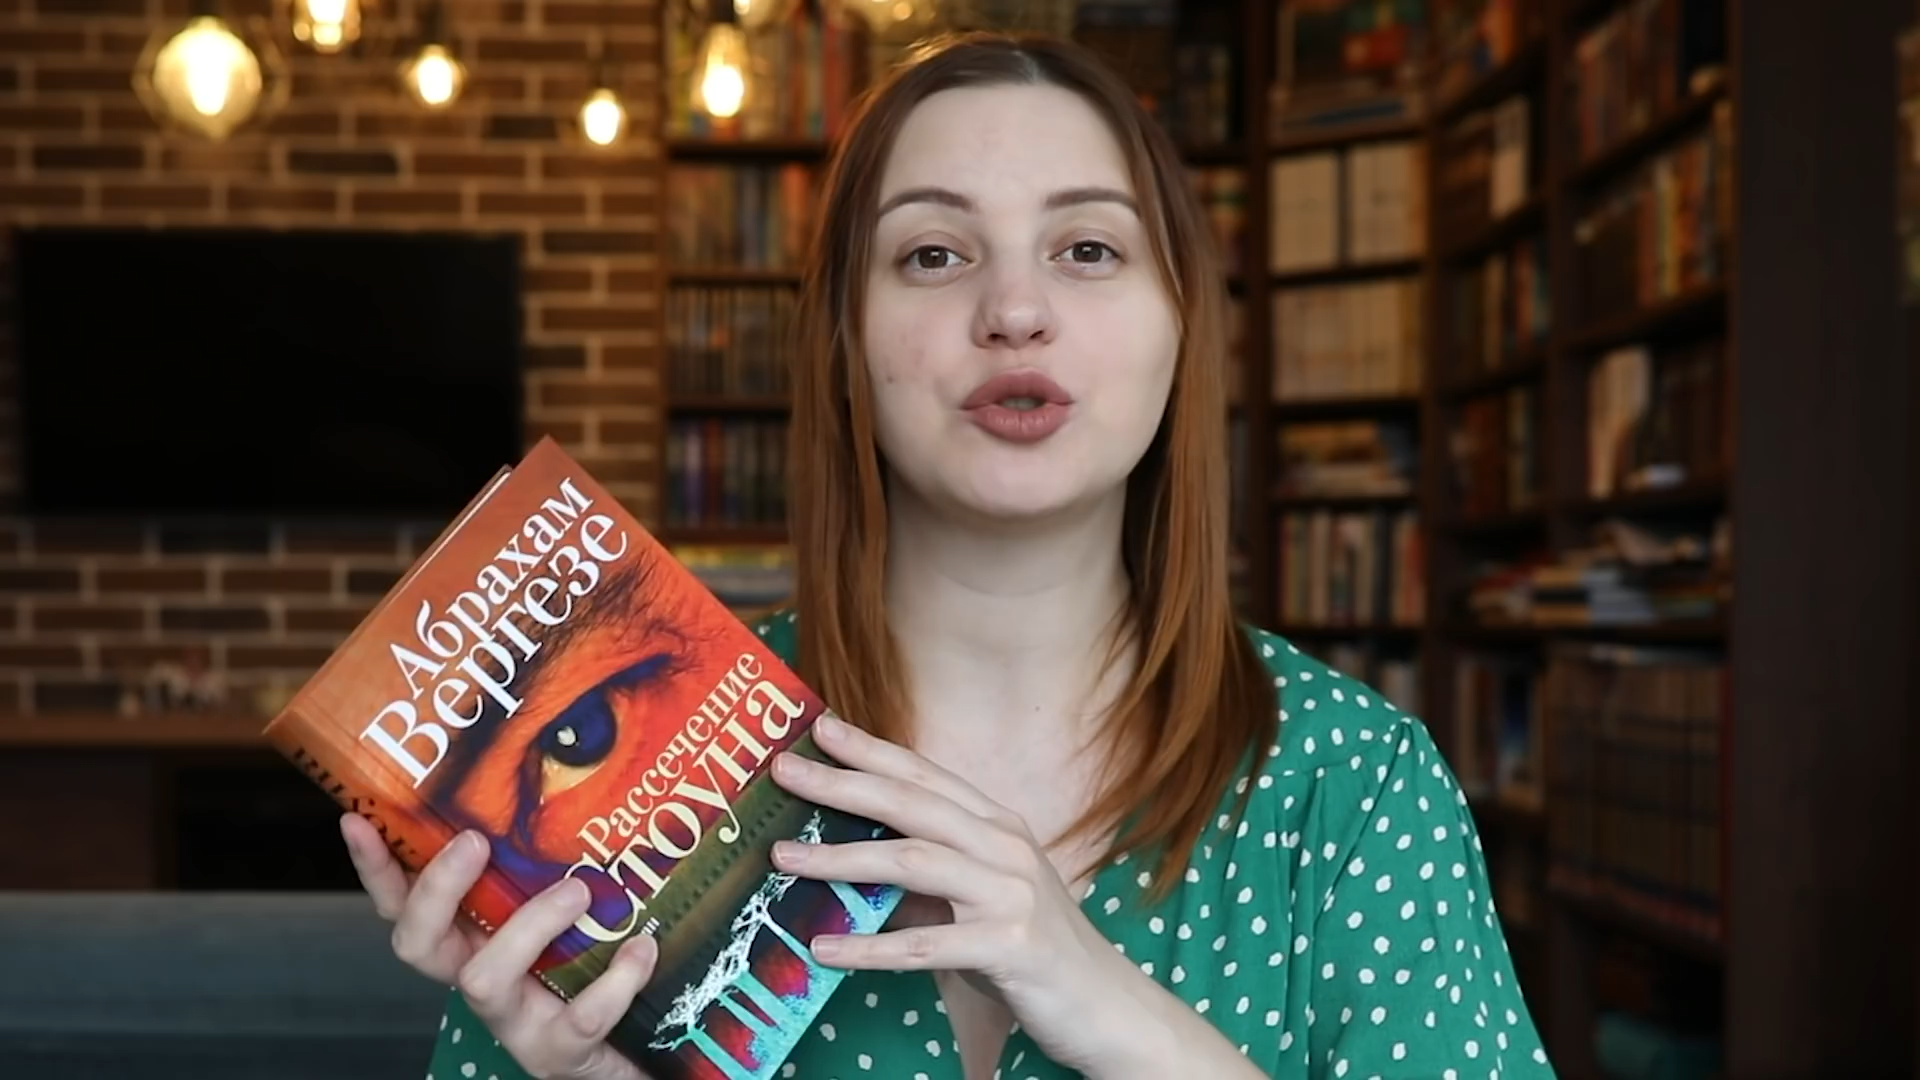 Абрахам
Вергезе
Рассечение
Стоуна